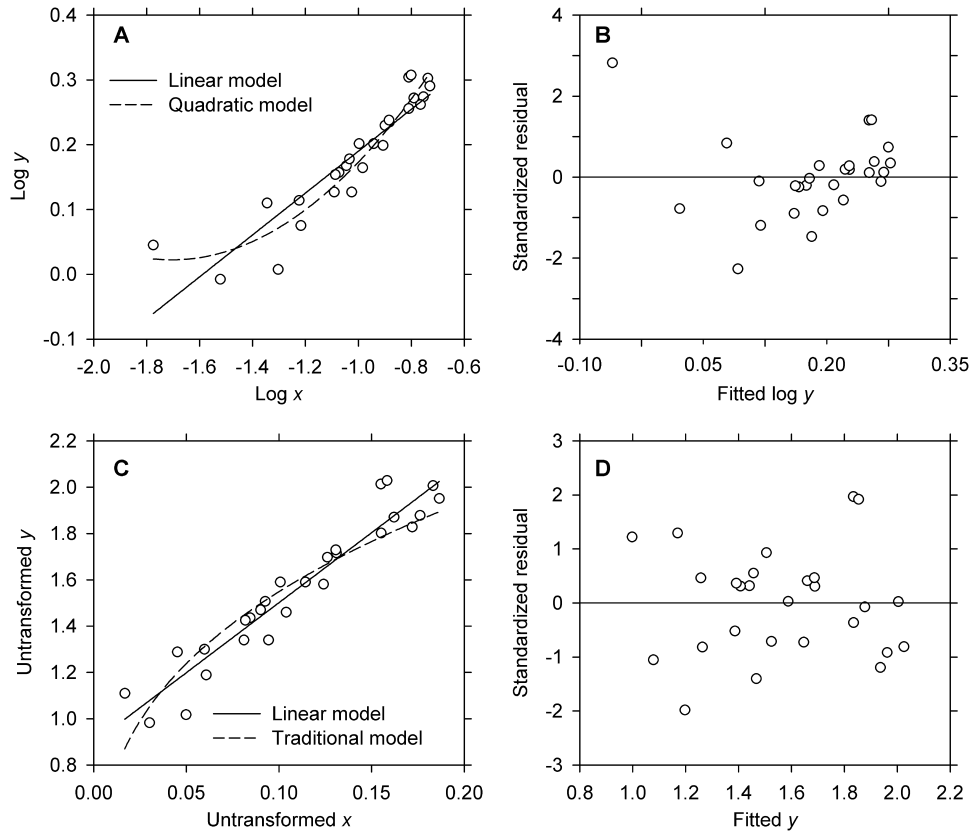 A
Linear model
Quadratic model
Log y
0.4
0.3
0.2
0.1
0.0
-0.1
-2.0 -1.8 -1.6 -1.4 -1.2 -1.0 -0.8 -0.6
Log x
B
Standardized residual
4
2
0
-2
-4
-0.10 0.05 0.20 0.35
Fitted log y
C
Untransformed y
2.2
2.0
1.8
1.6
1.4
1.2
1.0
0.8
Linear model
Traditional model
0.00 0.05 0.10 0.15 0.20
Untransformed x
D
Standardized residual
3
2
1
0
-1
-2
-3
0.8 1.0 1.2 1.4 1.6 1.8 2.0 2.2
Fitted y